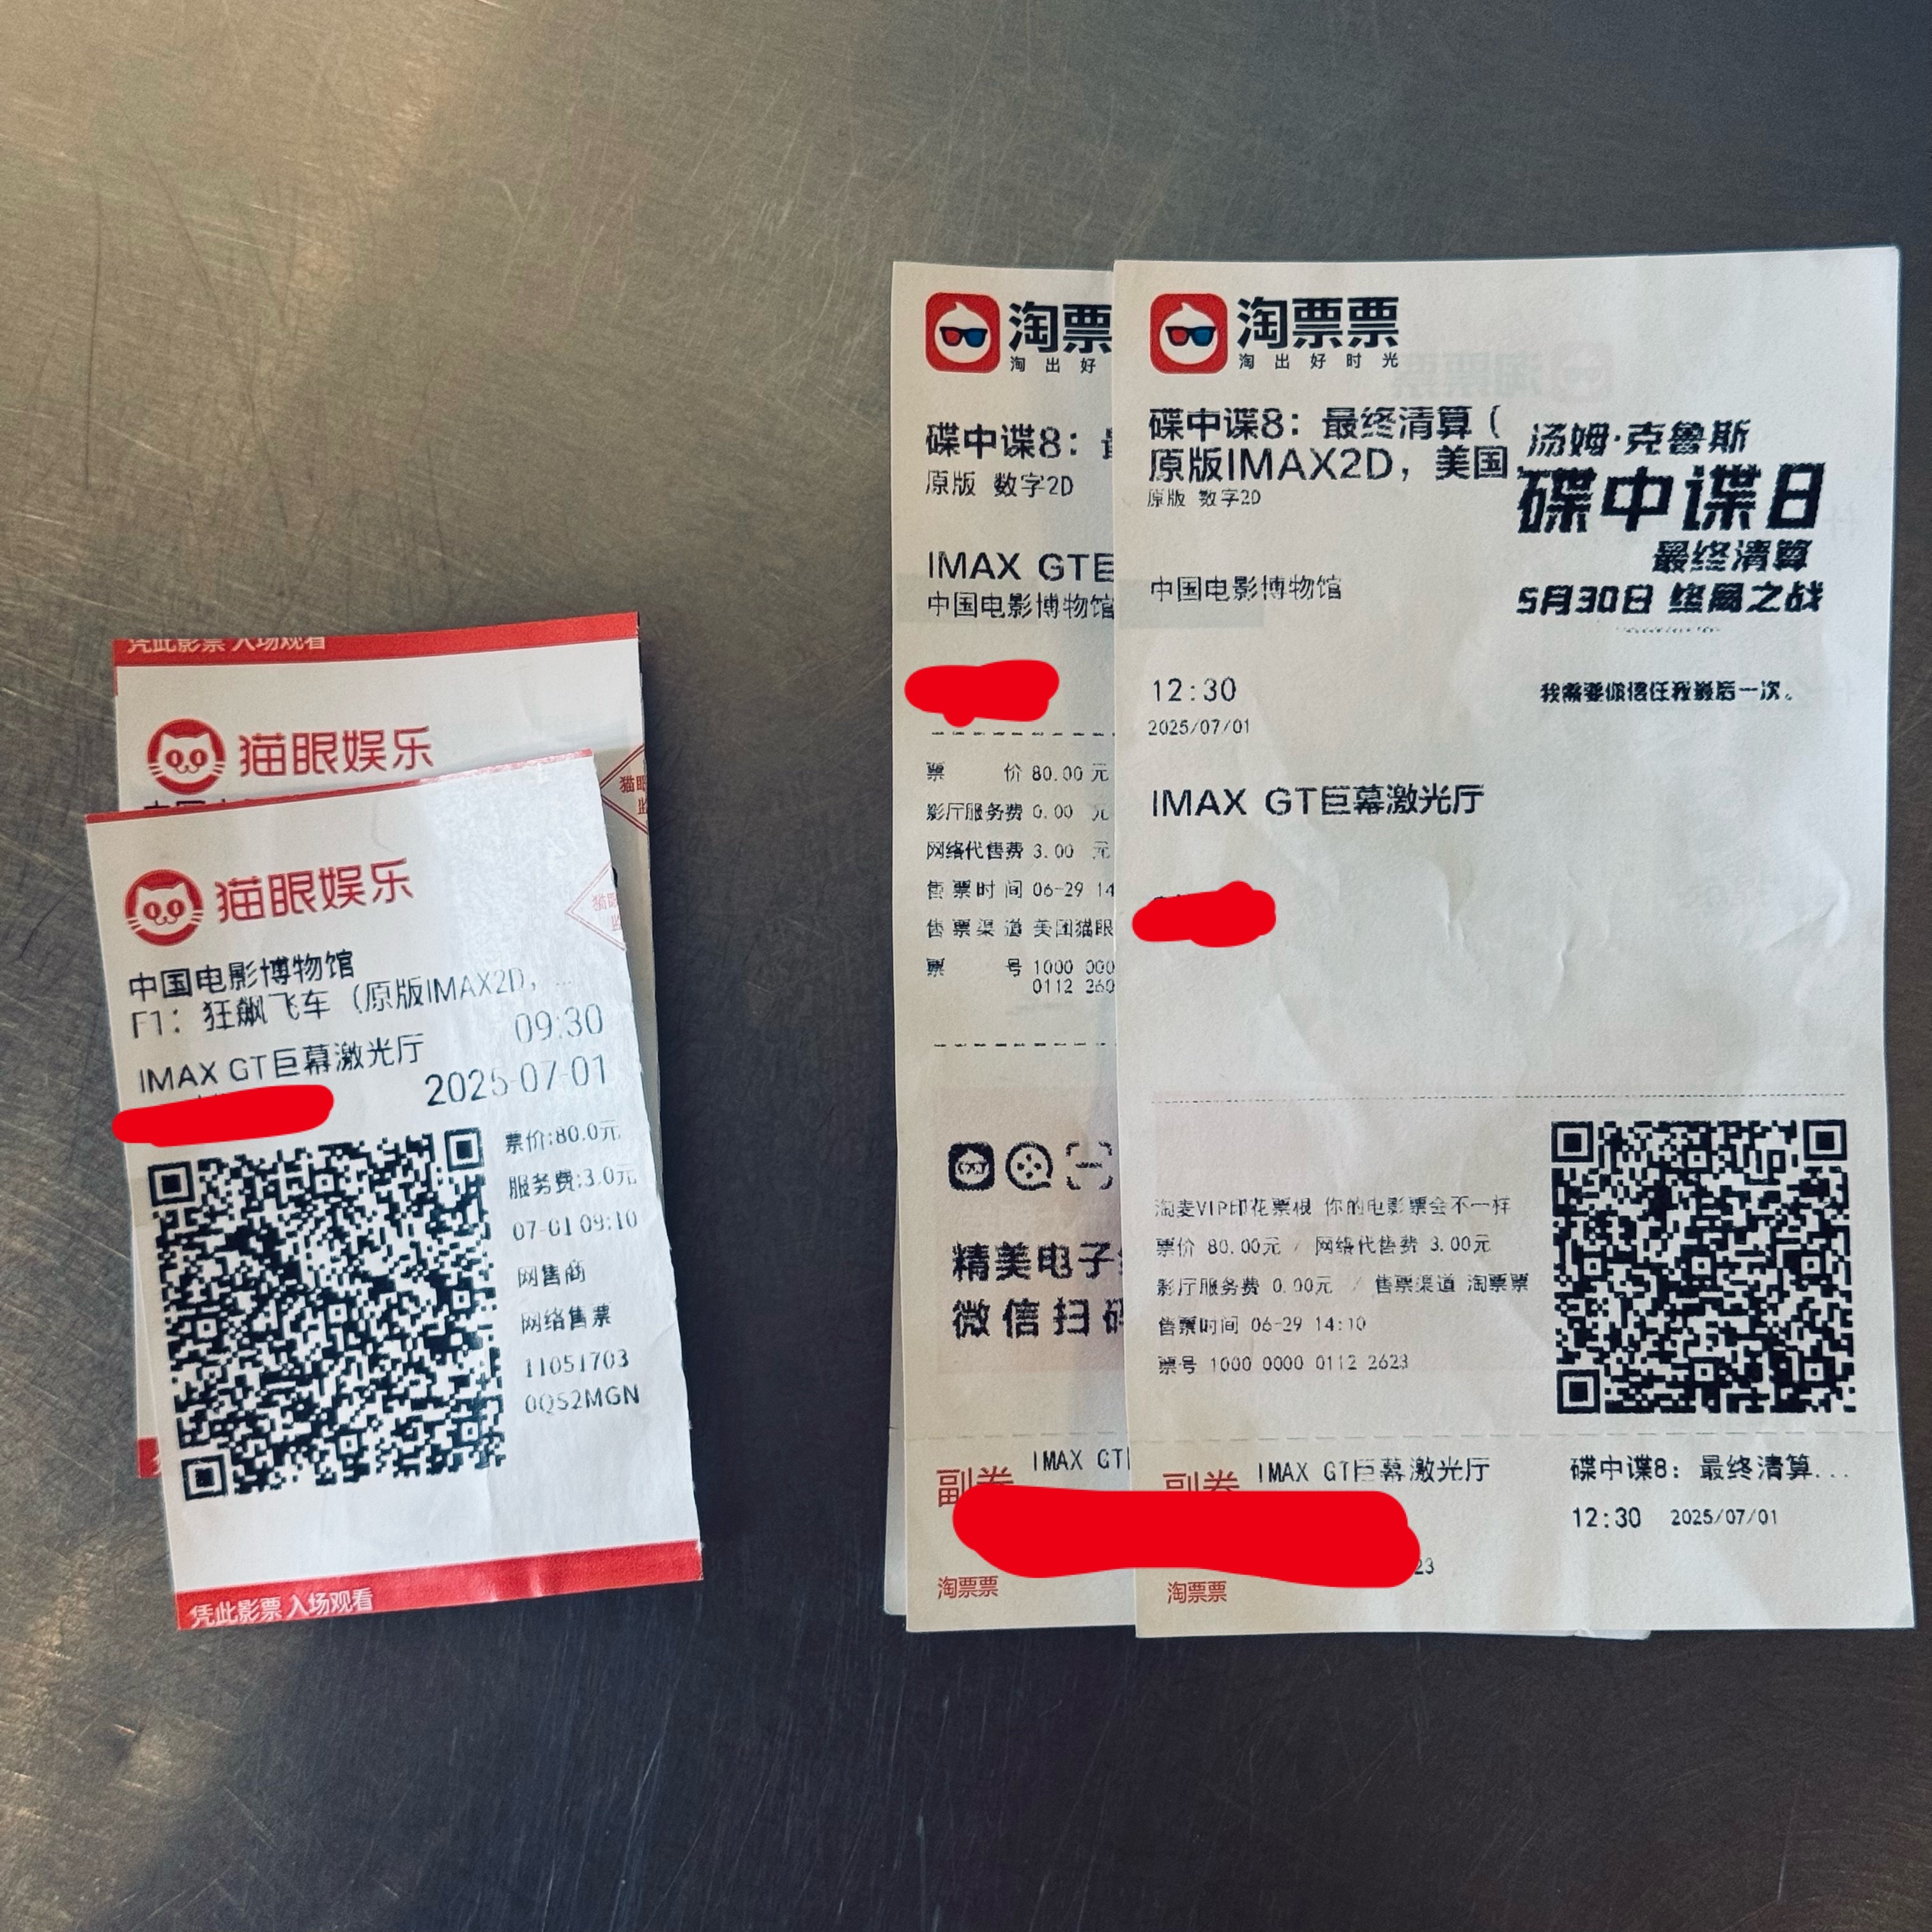 凭此影票 入场观看
猫眼娱乐
猫眼娱乐
中国电影博物馆
F1：狂飙飞车（原版IMAX2D，...
09:30
IMAX GT巨幕激光厅
2025-07-01
票价:80.0元
服务费:3.0元
07-01 09:10
网售商
网络售票
11051703
0QS2MGN
凭此影票 入场观看
淘票
淘 出 好
碟中谍8：
原版 数字2D
IMAX GT
中国电影博物馆
票 价 80.00 元
影厅服务费 0.00 元
网络代售费 3.00 元
售票时间 06-29 14
售票渠道 美团猫眼
票 号 1000 000
0112 260
精美电子
微信扫
副券
IMAX GT
淘票票
淘票票
淘 出 好 时 光
碟中谍8：最终清算（
原版IMAX2D，美国
原版 数字2D
汤姆·克鲁斯
碟中谍8
最终清算
5月30日 终局之战
中国电影博物馆
12:30
2025/07/01
我需要你信任我最后一次。
IMAX GT巨幕激光厅
淘麦VIP印花票根 你的电影票会不一样
票价 80.00元 / 网络代售费 3.00元
影厅服务费 0.00元 / 售票渠道 淘票票
售票时间 06-29 14:10
票号 1000 0000 0112 2623
副券
IMAX GT巨幕激光厅
碟中谍8：最终清算...
12:30 2025/07/01
23
淘票票